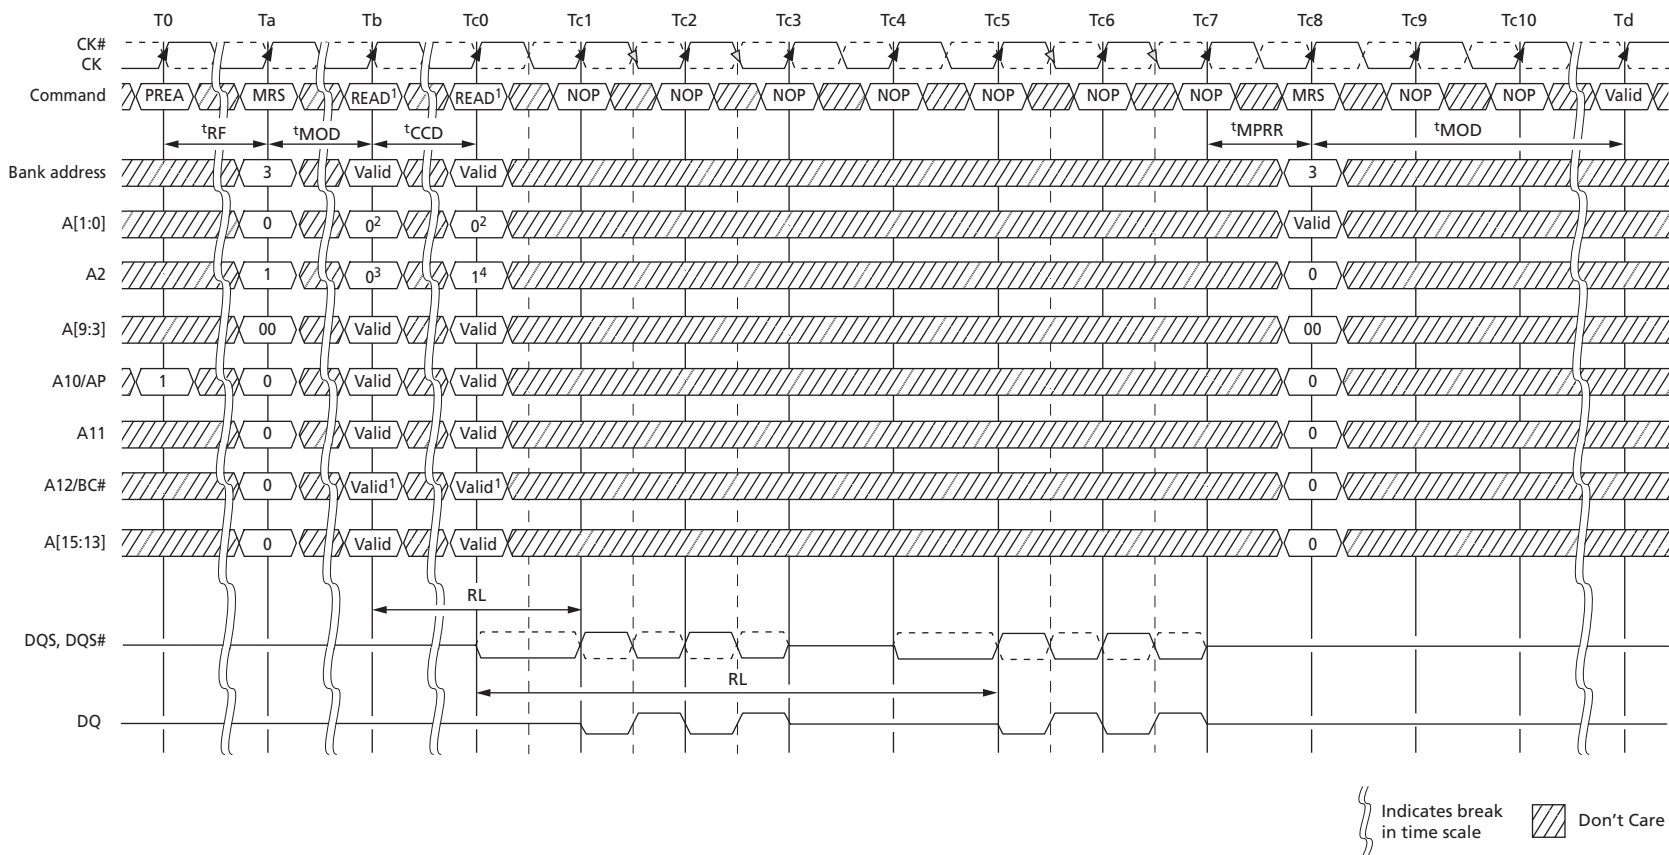 T0 Ta Tb Tc0 Tc1 Tc2 Tc3 Tc4 Tc5 Tc6 Tc7 Tc8 Tc9 Tc10 Td
CK#
CK
Command PREA MRS READ1 READ1 NOP NOP NOP NOP NOP NOP NOP MRS NOP NOP Valid
tRF tMOD tCCD tMPRR tMOD
Bank address 3 Valid Valid 3
A[1:0] 0 02 02 Valid
A2 1 03 14 0
A[9:3] 00 Valid Valid 00
A10/AP 1 0 Valid Valid 0
A11 0 Valid Valid 0
A12/BC# 0 Valid1 Valid1 0
A[15:13] 0 Valid Valid 0
RL
DQS, DQS#
RL
DQ
Indicates break
in time scale
Don't Care